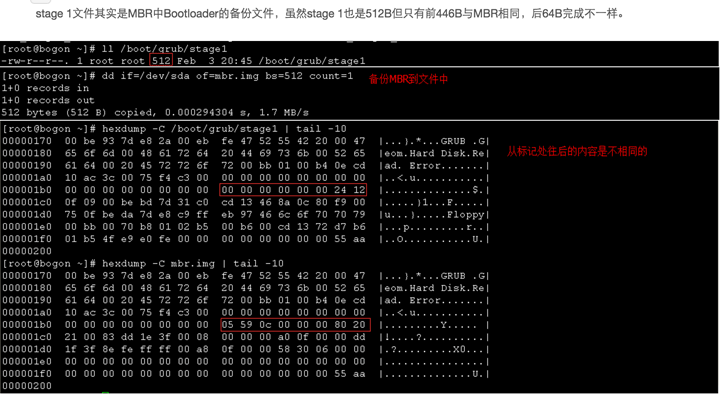 stage 1文件其实是MBR中Bootloader的备份文件，虽然stage 1也是512B但只有前446B与MBR相同，后64B完成不一样。
[root@bogon ~]# ll /boot/grub/stage1
-rw-r--r--. 1 root root 512 Feb  3 20:45 /boot/grub/stage1
[root@bogon ~]# dd if=/dev/sda of=mbr.img bs=512 count=1
备份MBR到文件中
1+0 records in
1+0 records out
512 bytes (512 B) copied, 0.000294304 s, 1.7 MB/s
[root@bogon ~]# hexdump -C /boot/grub/stage1 | tail -10
00000170  00 be 93 7d e8 2a 00 eb  fe 47 52 55 42 20 00 47  |...}.*...GRUB .G|
从标记处往后的内容是不相同的
00000180  65 6f 6d 00 48 61 72 64  20 44 69 73 6b 00 52 65  |eom.Hard Disk.Re|
00000190  61 64 00 20 45 72 72 6f  72 00 bb 01 00 b4 0e cd  |ad. Error.......|
000001a0  10 ac 3c 00 75 f4 c3 00  00 00 00 00 00 00 00 00  |..<.u...........|
000001b0  00 00 00 00 00 00 00 00  00 00 00 00 00 00 24 12  |..............$.|
000001c0  0f 09 00 be bd 7d 31 c0  cd 13 46 8a 0c 80 f9 00  |.....}1...F.....|
000001d0  75 0f be da 7d e8 c9 ff  eb 97 46 6c 6f 70 70 79  |u...}.....Floppy|
000001e0  00 bb 00 70 b8 01 02 b5  00 b6 00 cd 13 72 d7 b6  |...p.........r..|
000001f0  01 b5 4f e9 e0 fe 00 00  00 00 00 00 00 00 55 aa  |..O...........U.|
00000200
[root@bogon ~]# hexdump -C mbr.img | tail -10
00000170  00 be 93 7d e8 2a 00 eb  fe 47 52 55 42 20 00 47  |...}.*...GRUB .G|
00000180  65 6f 6d 00 48 61 72 64  20 44 69 73 6b 00 52 65  |eom.Hard Disk.Re|
00000190  61 64 00 20 45 72 72 6f  72 00 bb 01 00 b4 0e cd  |ad. Error.......|
000001a0  10 ac 3c 00 75 f4 c3 00  00 00 00 00 00 00 00 00  |..<.u...........|
000001b0  00 00 00 00 00 00 00 00  05 59 0c 00 00 00 80 20  |.........Y..... |
000001c0  21 00 83 dd 1e 3f 00 08  00 00 00 a0 0f 00 00 dd  |!....?..........|
000001d0  1f 3f 8e fe ff ff 00 a8  0f 00 00 58 30 06 00 00  |.?.........X0...|
000001e0  00 00 00 00 00 00 00 00  00 00 00 00 00 00 00 00  |................|
000001f0  00 00 00 00 00 00 00 00  00 00 00 00 00 00 55 aa  |..............U.|
00000200